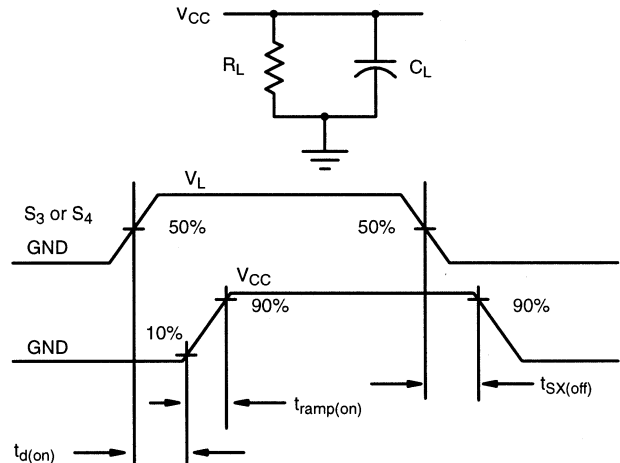 VCC
RL
CL
VL
S3 or S4
50%
50%
GND
VCC
90%
90%
10%
GND
tSX(off)
tramp(on)
td(on)